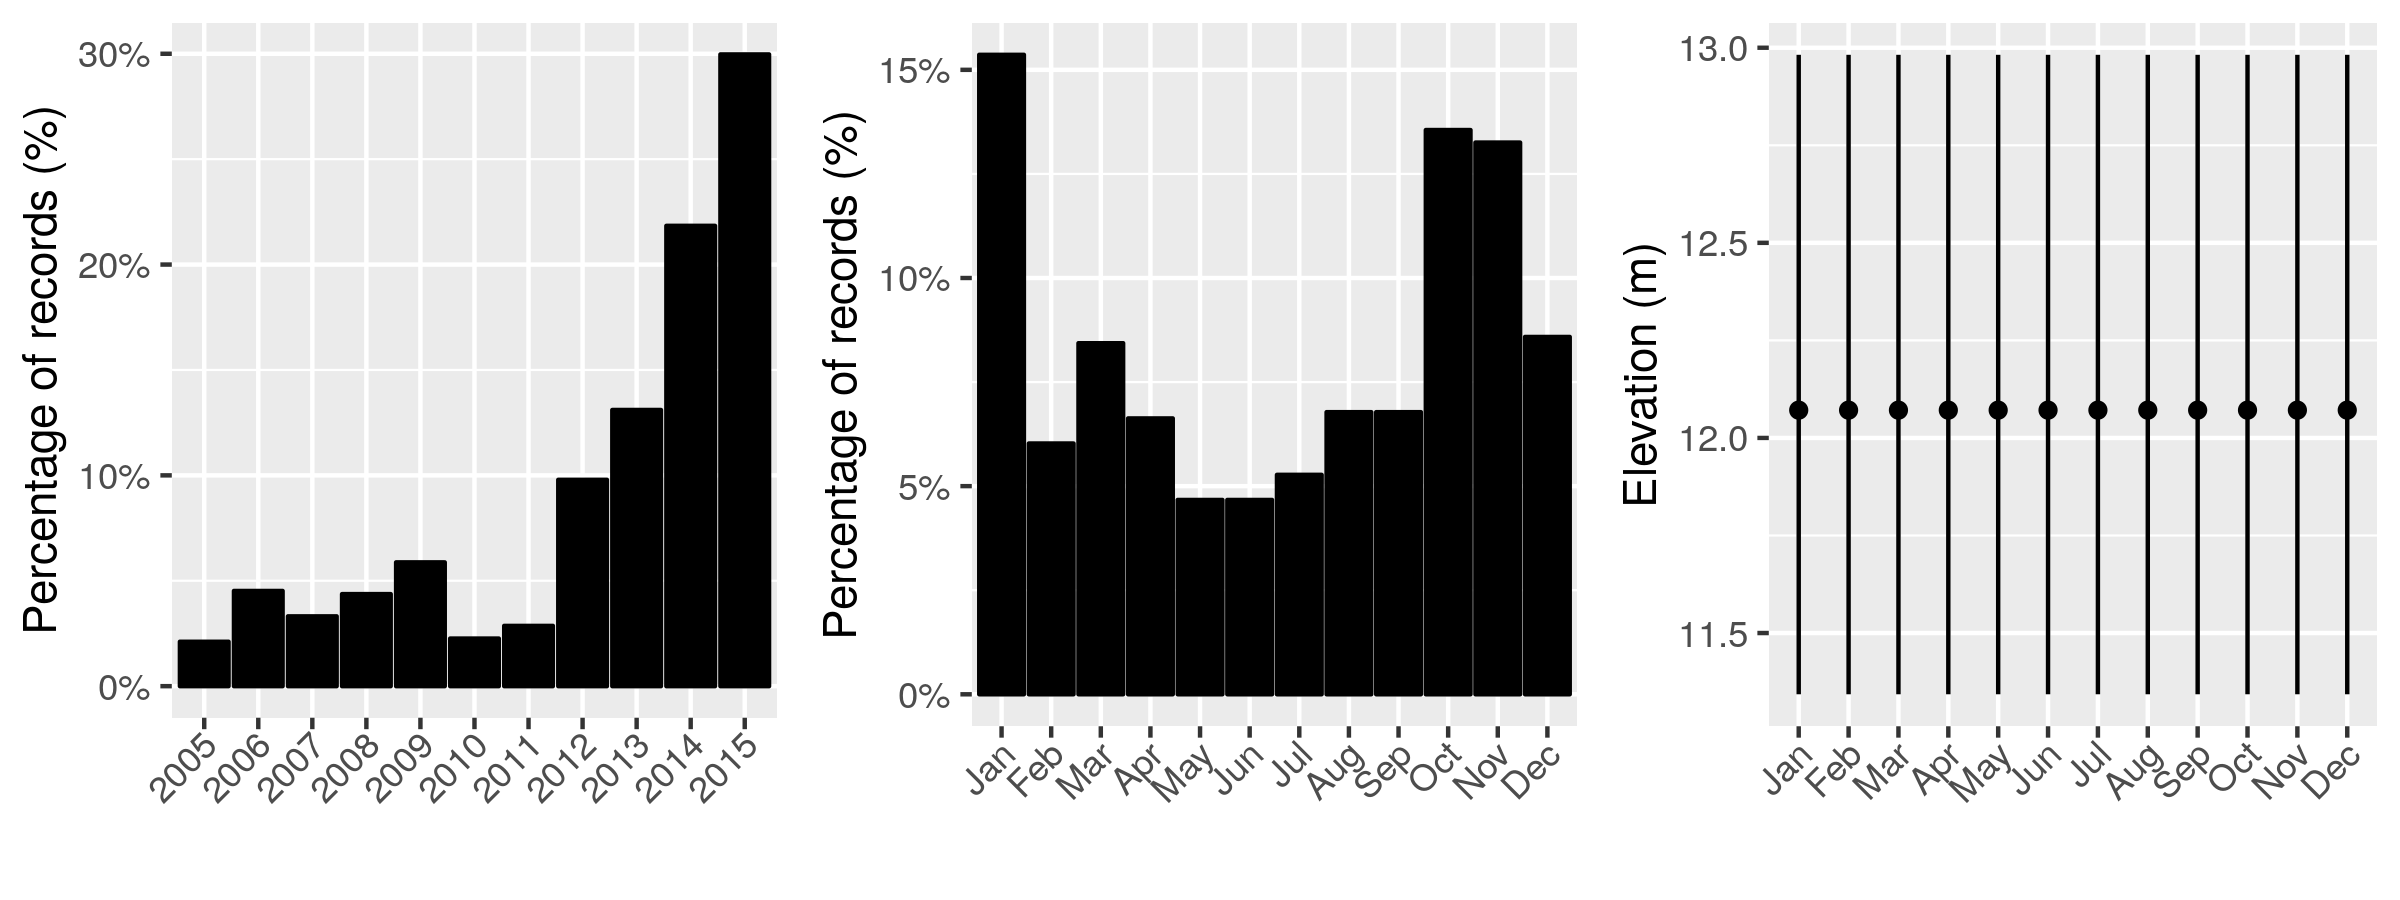 Percentage of records (%)
30%
20%
10%
0%
2005 2006 2007 2008 2009 2010 2011 2012 2013 2014 2015
Percentage of records (%)
15%
10%
5%
0%
Jan Feb Mar Apr May Jun Jul Aug Sep Oct Nov Dec
Elevation (m)
13.0
12.5
12.0
11.5
Jan Feb Mar Apr May Jun Jul Aug Sep Oct Nov Dec